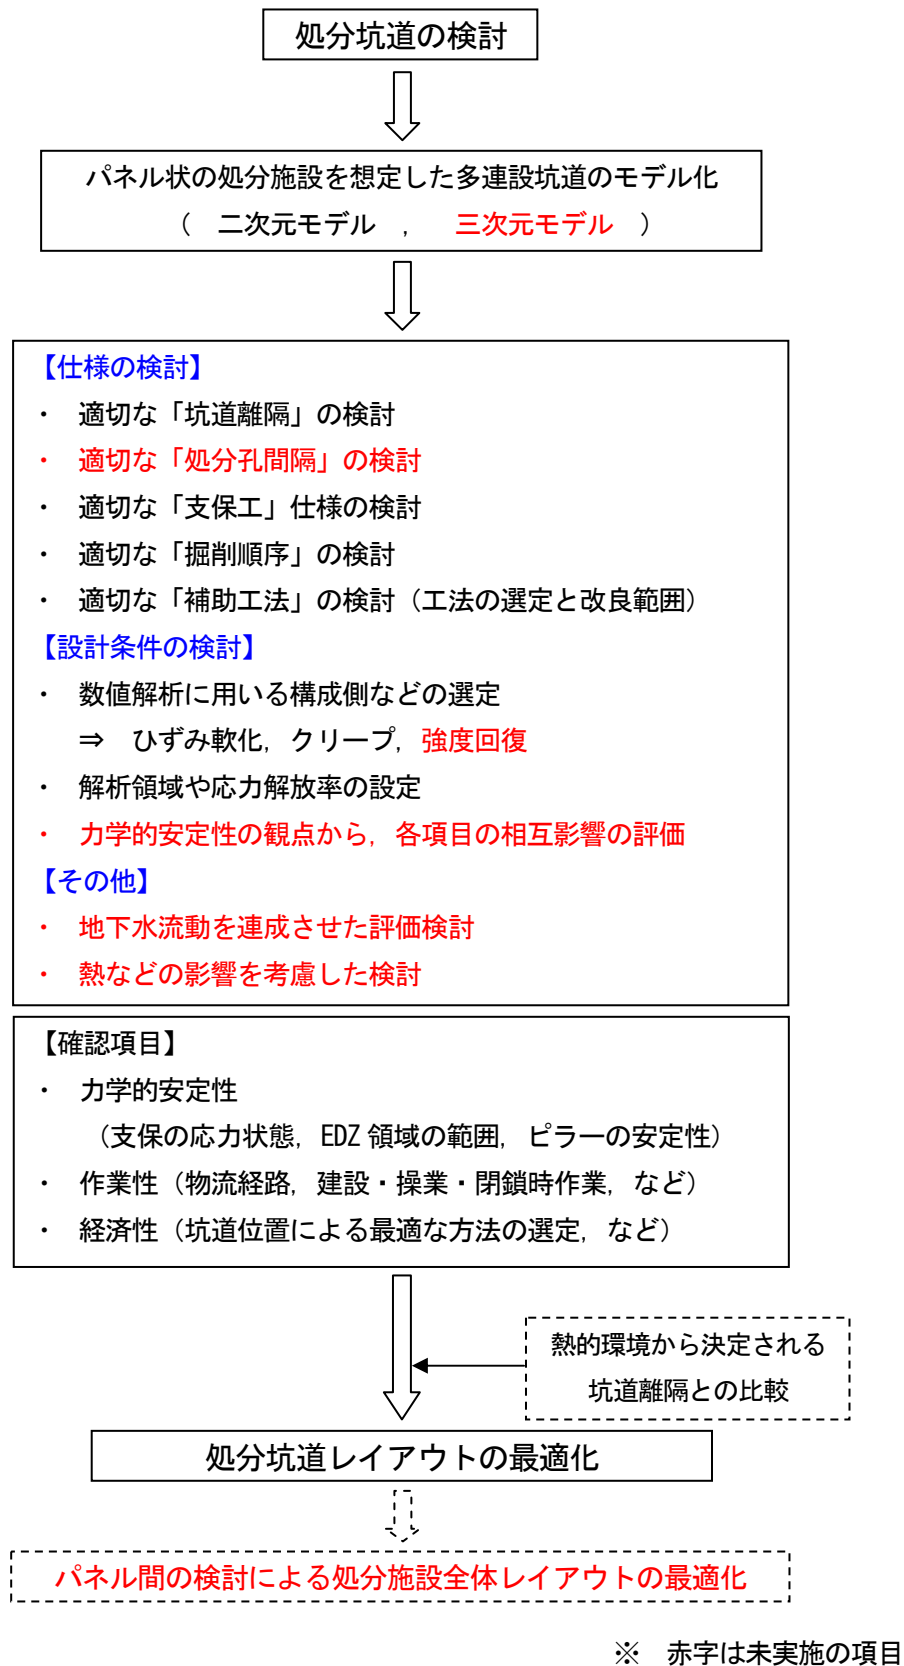 処分坑道の検討
パネル状の処分施設を想定した多連設坑道のモデル化
（　二次元モデル　，　三次元モデル　）
【仕様の検討】
・　適切な「坑道離隔」の検討
・　適切な「処分孔間隔」の検討
・　適切な「支保工」仕様の検討
・　適切な「掘削順序」の検討
・　適切な「補助工法」の検討（工法の選定と改良範囲）
【設計条件の検討】
・　数値解析に用いる構成側などの選定
⇒　ひずみ軟化，クリープ，強度回復
・　解析領域や応力解放率の設定
・　力学的安定性の観点から，各項目の相互影響の評価
【その他】
・　地下水流動を連成させた評価検討
・　熱などの影響を考慮した検討
【確認項目】
・　力学的安定性
（支保の応力状態，EDZ 領域の範囲，ピラーの安定性）
・　作業性（物流経路，建設・操業・閉鎖時作業，など）
・　経済性（坑道位置による最適な方法の選定，など）
熱的環境から決定される
坑道離隔との比較
処分坑道レイアウトの最適化
パネル間の検討による処分施設全体レイアウトの最適化
※　赤字は未実施の項目